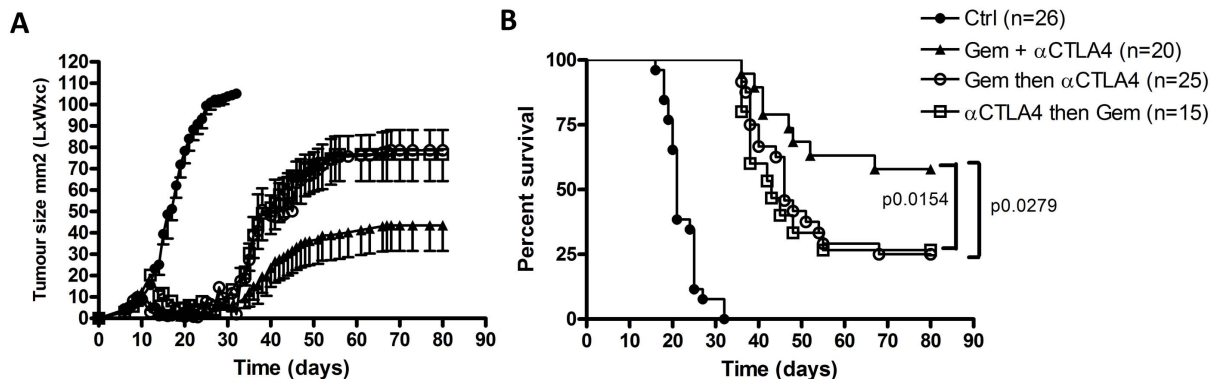 A
Tumour size mm2 (LxWxc)
120
110
100
90
80
70
60
50
40
30
20
10
0
0 10 20 30 40 50 60 70 80 90
Time (days)
B
Percent survival
100
75
50
25
0
0 10 20 30 40 50 60 70 80 90
Time (days)
p0.0154
p0.0279
Ctrl (n=26)
Gem + αCTLA4 (n=20)
Gem then αCTLA4 (n=25)
αCTLA4 then Gem (n=15)